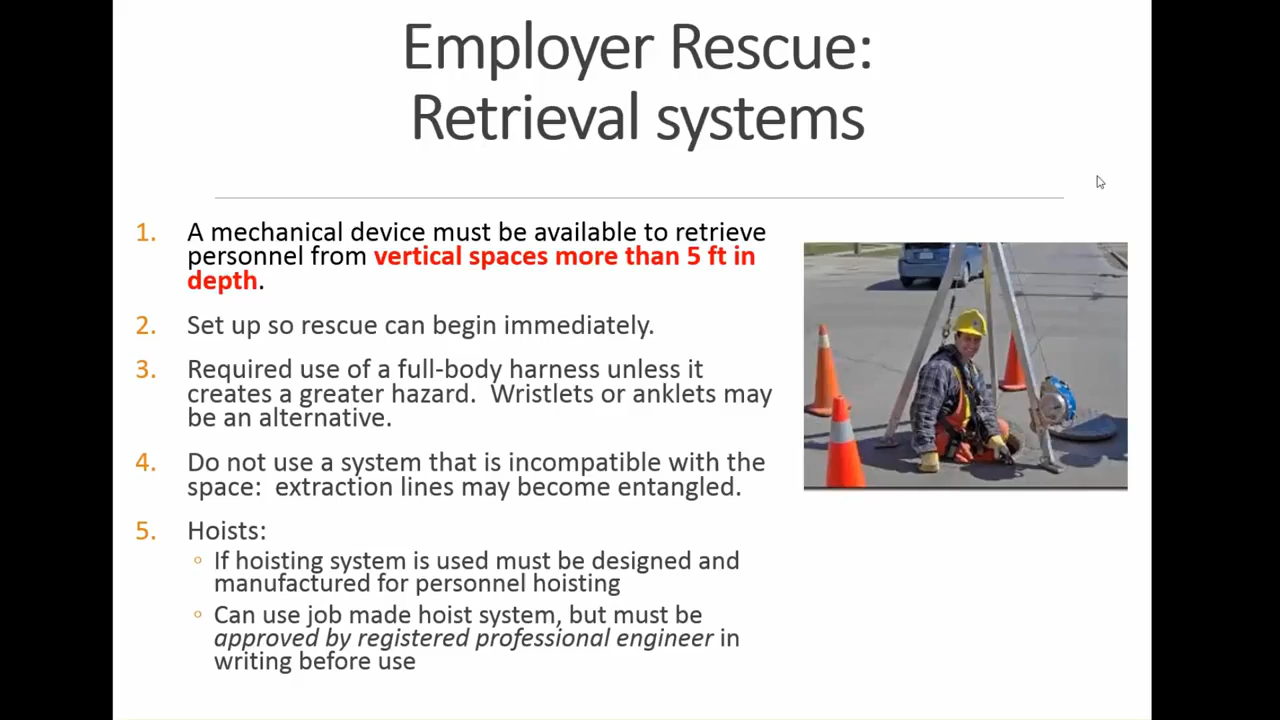 Employer Rescue:
Retrieval systems
1. A mechanical device must be available to retrieve
personnel from vertical spaces more than 5 ft in
depth.
2. Set up so rescue can begin immediately.
3. Required use of a full-body harness unless it
creates a greater hazard.  Wristlets or anklets may
be an alternative.
4. Do not use a system that is incompatible with the
space:  extraction lines may become entangled.
5. Hoists:
◦ If hoisting system is used must be designed and
manufactured for personnel hoisting
◦ Can use job made hoist system, but must be
approved by registered professional engineer in
writing before use